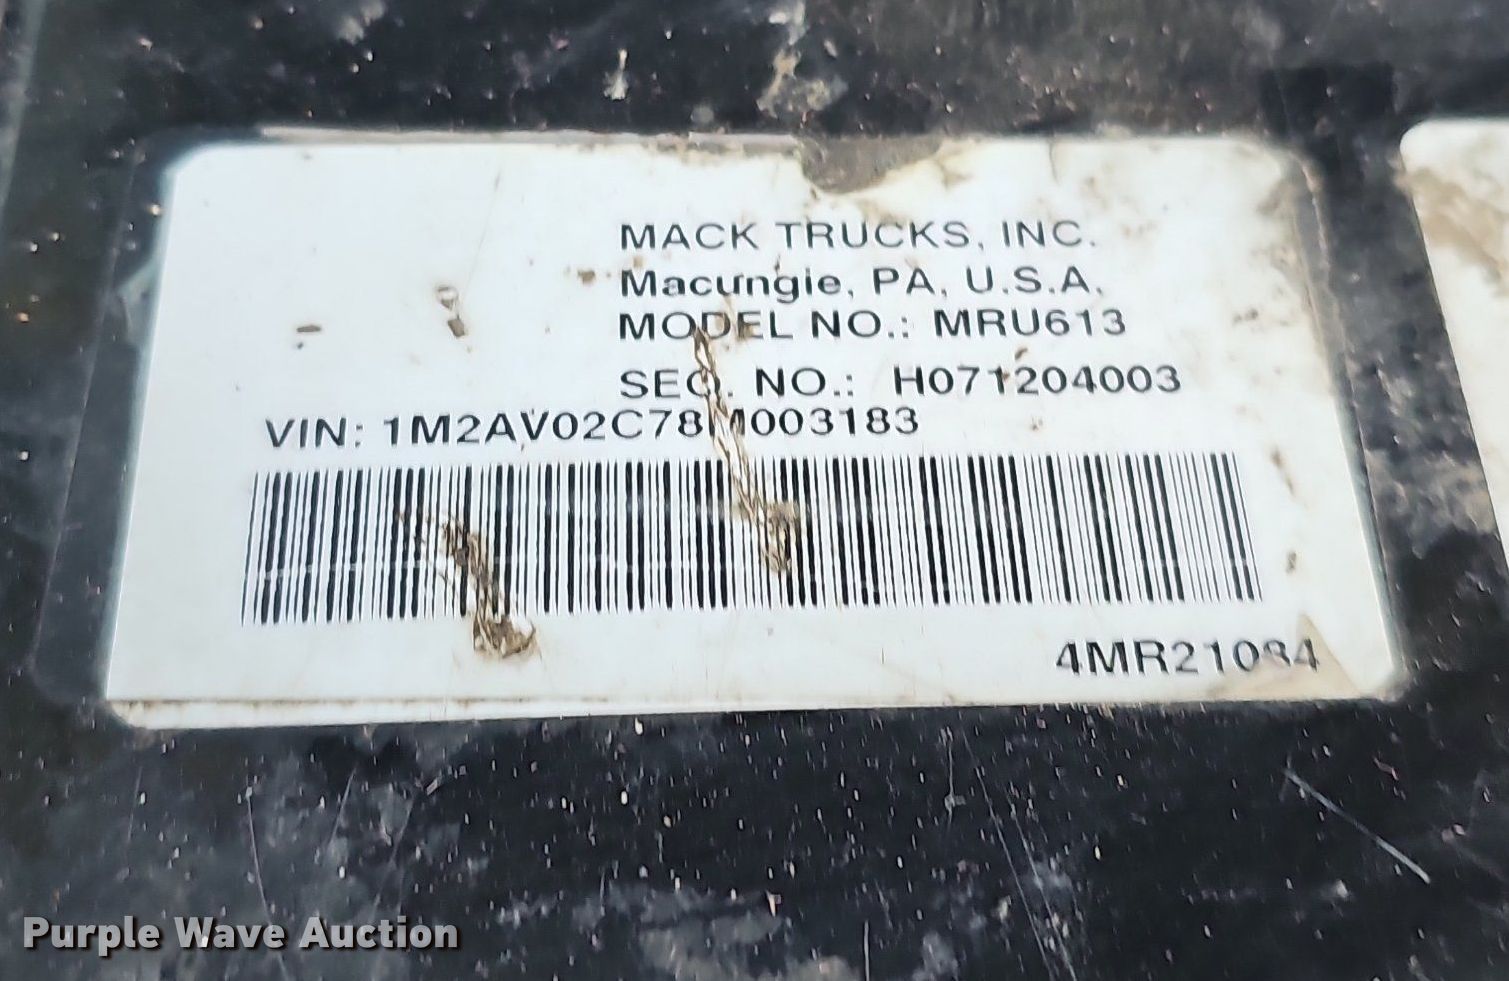 MACK TRUCKS, INC.
Macungie, PA, U.S.A.
MODEL NO.: MRU613
SEQ. NO.: H071204003
VIN: 1M2AV02C78M003183
4MR21084
Purple Wave Auction